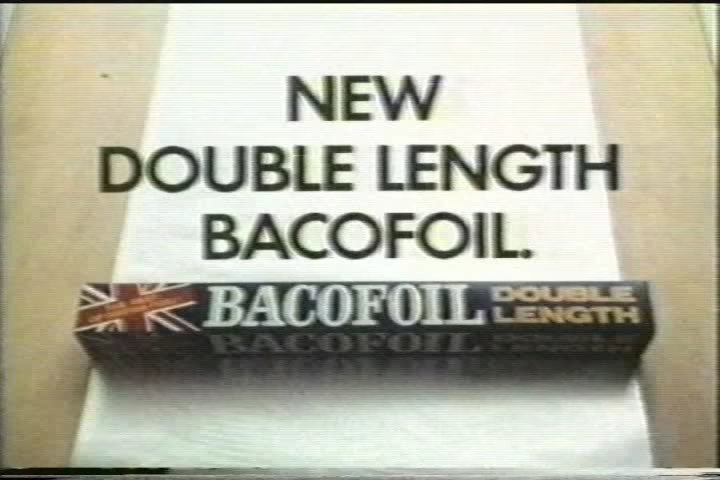 NEW
DOUBLE LENGTH
BACOFOIL.
BACOFOIL DOUBLE
LENGTH